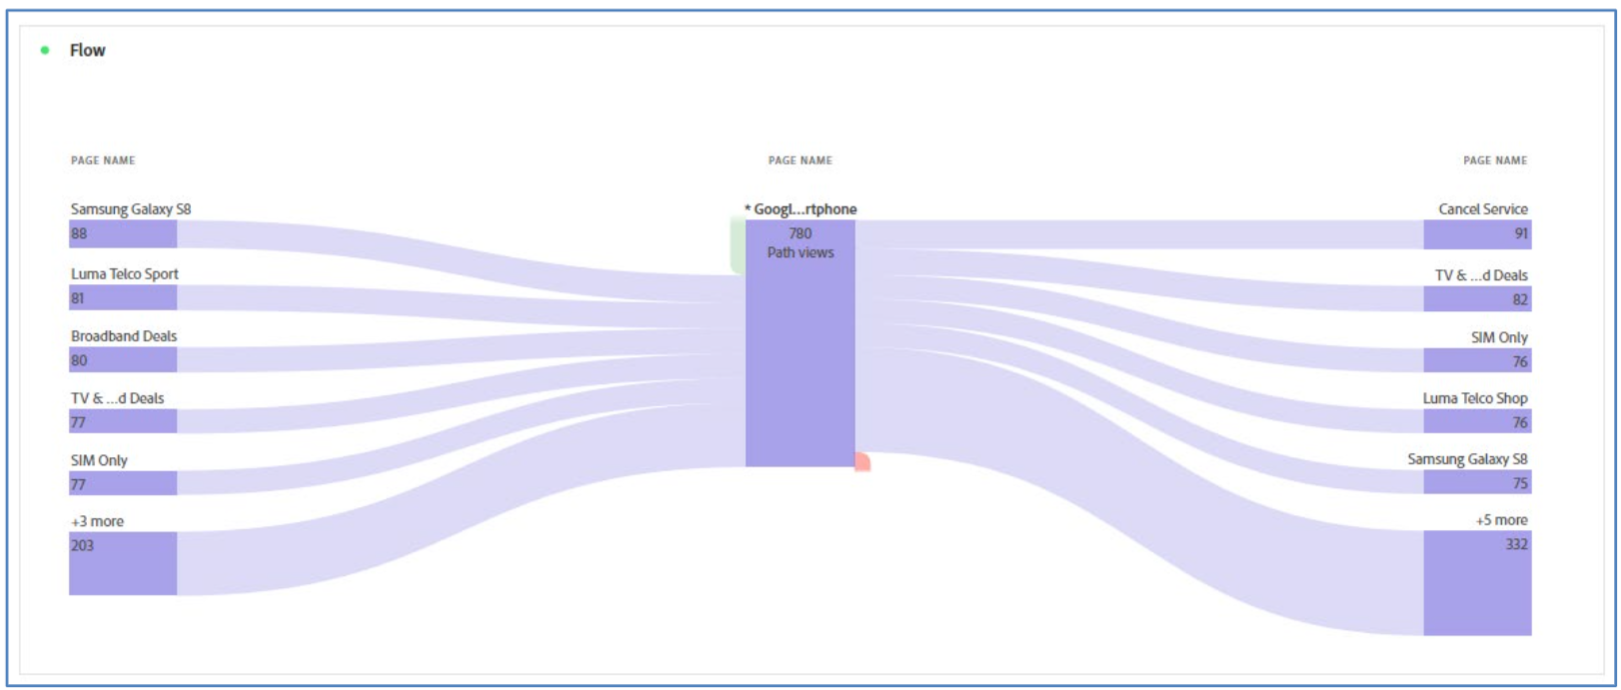 Flow
PAGE NAME
PAGE NAME
PAGE NAME
Samsung Galaxy S8
88
Luma Telco Sport
81
Broadband Deals
80
TV & ...d Deals
77
SIM Only
77
+3 more
203
* Googl...rtphone
780
Path views
Cancel Service
91
TV & ...d Deals
82
SIM Only
76
Luma Telco Shop
76
Samsung Galaxy S8
75
+5 more
332